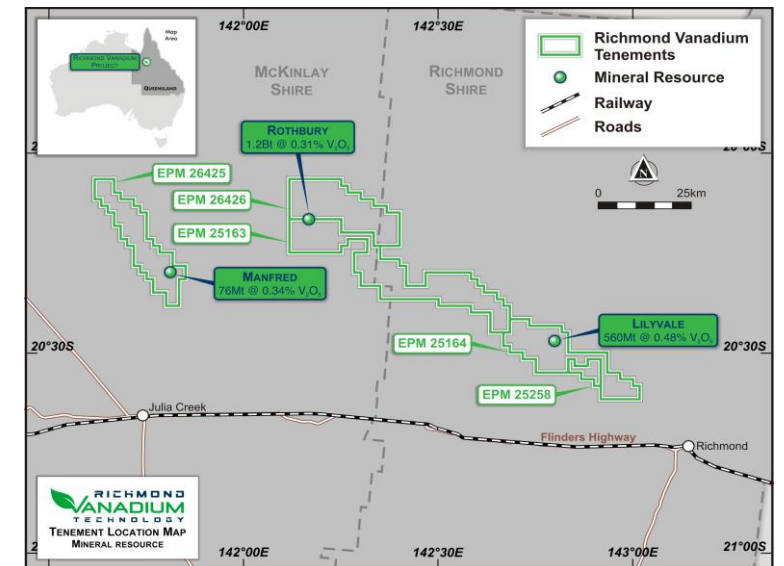 142°00E
142°30E
Map
Area
RICHMOND VANADIUM
PROJECT
QUEENSLAND
Richmond Vanadium
Tenements
Mineral Resource
Railway
Roads
MCKINLAY
SHIRE
RICHMOND
SHIRE
ROTHBURY
1.2Bt @ 0.31% V₂O₅
EPM 26425
EPM 26426
EPM 25163
N
0 25km
MANFRED
76Mt @ 0.34% V₂O₅
LILYVALE
560Mt @ 0.48% V₂O₅
EPM 25164
EPM 25258
20°30S
20°30S
Julia Creek
Flinders Highway
Richmond
RICHMOND
VANADIUM
TECHNOLOGY
TENEMENT LOCATION MAP
MINERAL RESOURCE
142°00E
142°30E
143°00E
21°00S